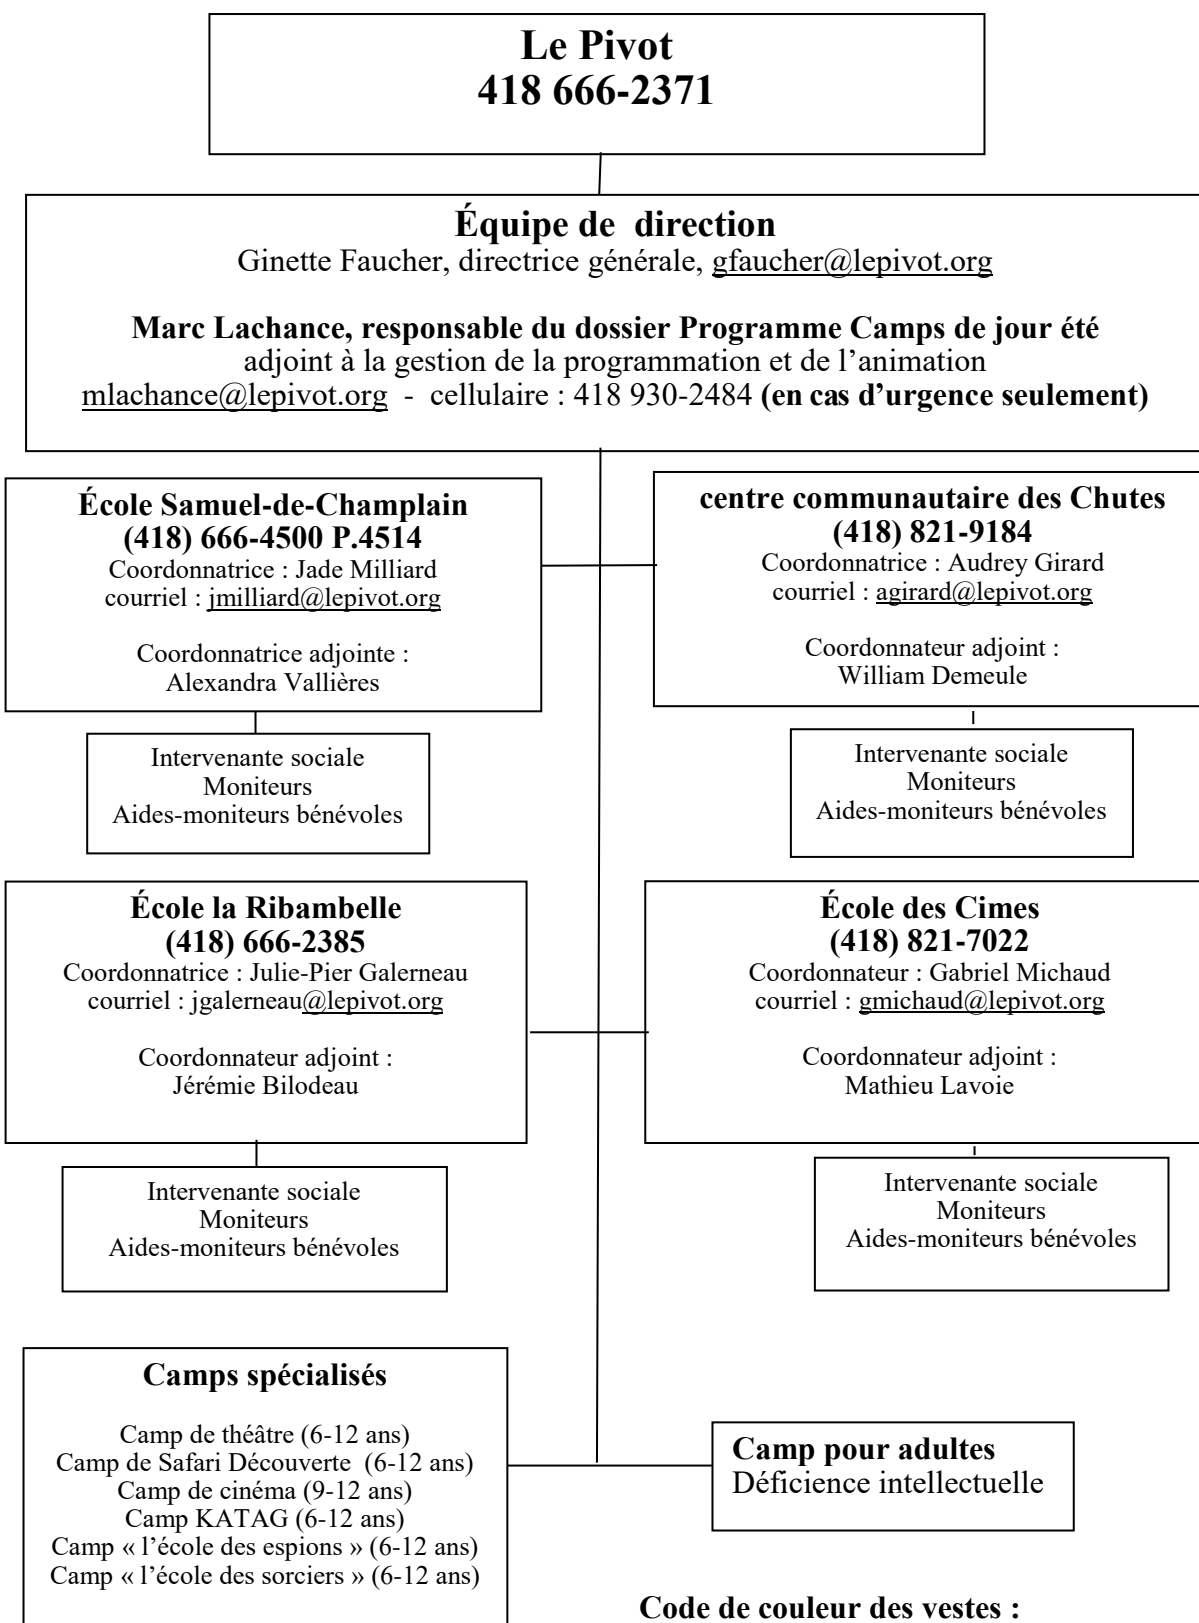 Le Pivot
418 666-2371
Équipe de direction
Ginette Faucher, directrice générale, gfaucher@lepivot.org
Marc Lachance, responsable du dossier Programme Camps de jour été
adjoint à la gestion de la programmation et de l’animation
mlachance@lepivot.org - cellulaire : 418 930-2484 (en cas d’urgence seulement)
École Samuel-de-Champlain
(418) 666-4500 P.4514
Coordonnatrice : Jade Milliard
courriel : jmilliard@lepivot.org
Coordonnatrice adjointe :
Alexandra Vallières
centre communautaire des Chutes
(418) 821-9184
Coordonnatrice : Audrey Girard
courriel : agirard@lepivot.org
Coordonnateur adjoint :
William Demeule
Intervenante sociale
Moniteurs
Aides-moniteurs bénévoles
Intervenante sociale
Moniteurs
Aides-moniteurs bénévoles
École la Ribambelle
(418) 666-2385
Coordonnatrice : Julie-Pier Galerneau
courriel : jgalerneau@lepivot.org
Coordonnateur adjoint :
Jérémie Bilodeau
École des Cimes
(418) 821-7022
Coordonnateur : Gabriel Michaud
courriel : gmichaud@lepivot.org
Coordonnateur adjoint :
Mathieu Lavoie
Intervenante sociale
Moniteurs
Aides-moniteurs bénévoles
Intervenante sociale
Moniteurs
Aides-moniteurs bénévoles
Camps spécialisés
Camp de théâtre (6-12 ans)
Camp de Safari Découverte (6-12 ans)
Camp de cinéma (9-12 ans)
Camp KATAG (6-12 ans)
Camp « l’école des espions » (6-12 ans)
Camp « l’école des sorciers » (6-12 ans)
Camp pour adultes
Déficience intellectuelle
Code de couleur des vestes :